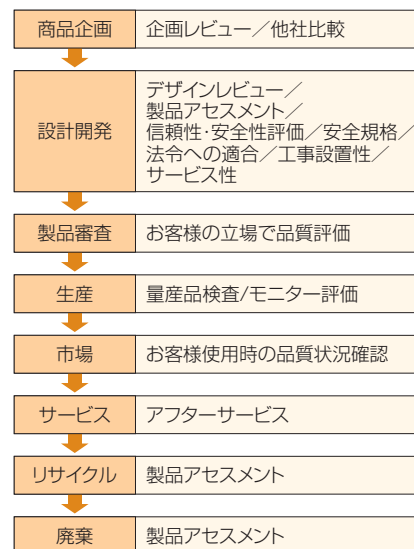 商品企画
企画レビュー／他社比較
設計開発
デザインレビュー／
製品アセスメント／
信頼性・安全性評価／安全規格／
法令への適合／工事設置性／
サービス性
製品審査
お客様の立場で品質評価
生産
量産品検査/モニター評価
市場
お客様使用時の品質状況確認
サービス
アフターサービス
リサイクル
製品アセスメント
廃棄
製品アセスメント